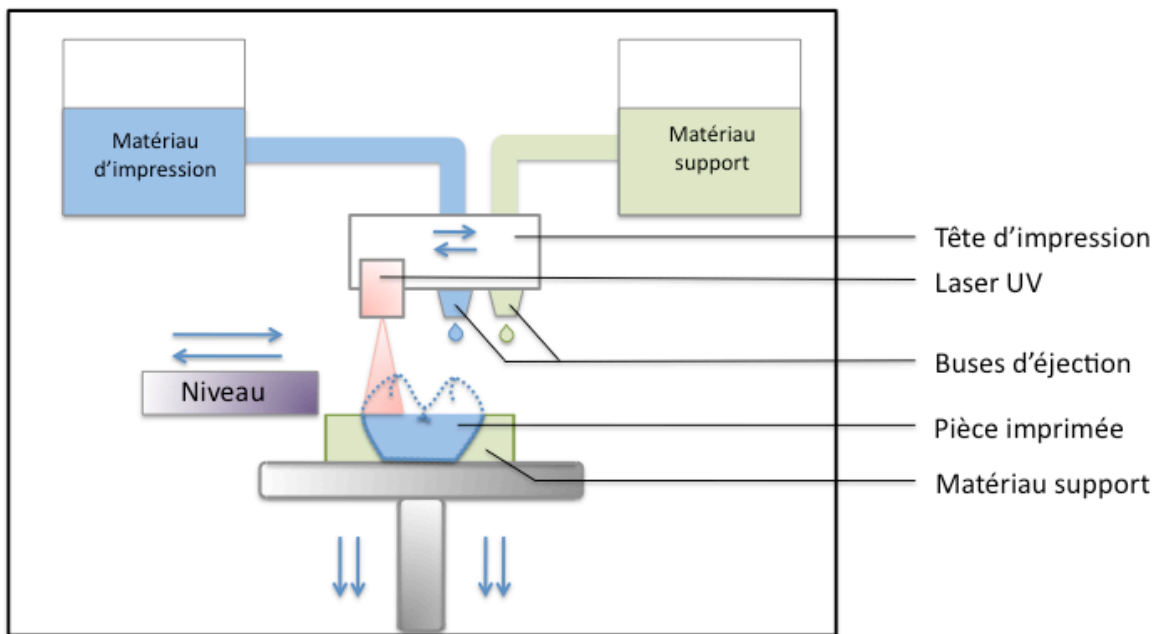 Matériau
d'impression
Matériau
support
Tête d'impression
Laser UV
Buses d'éjection
Niveau
Pièce imprimée
Matériau support